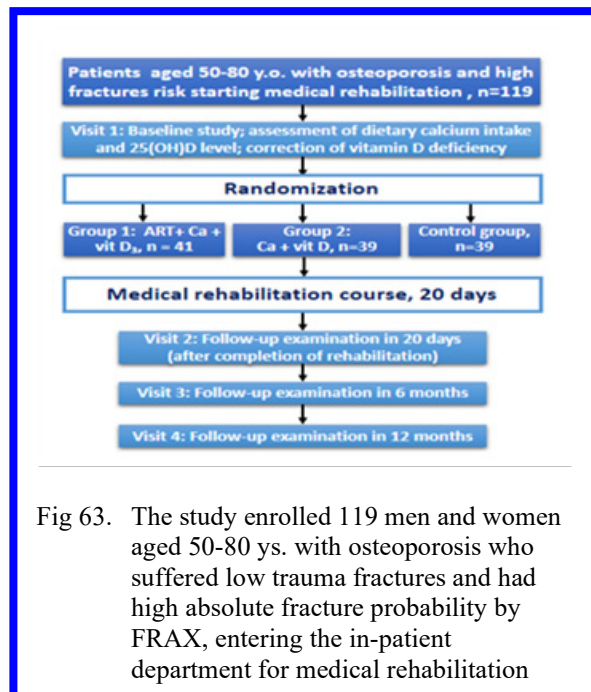 Patients aged 50-80 y.o. with osteoporosis and high
fractures risk starting medical rehabilitation , n=119
Visit 1: Baseline study; assessment of dietary calcium intake
and 25(OH)D level; correction of vitamin D deficiency
Randomization
Group 1: ART+ Ca +
vit D₃, n = 41
Group 2:
Ca + vit D, n=39
Control group,
n=39
Medical rehabilitation course, 20 days
Visit 2: Follow-up examination in 20 days
(after completion of rehabilitation)
Visit 3: Follow-up examination in 6 months
Visit 4: Follow-up examination in 12 months
Fig 63. The study enrolled 119 men and women
aged 50-80 ys. with osteoporosis who
suffered low trauma fractures and had
high absolute fracture probability by
FRAX, entering the in-patient
department for medical rehabilitation